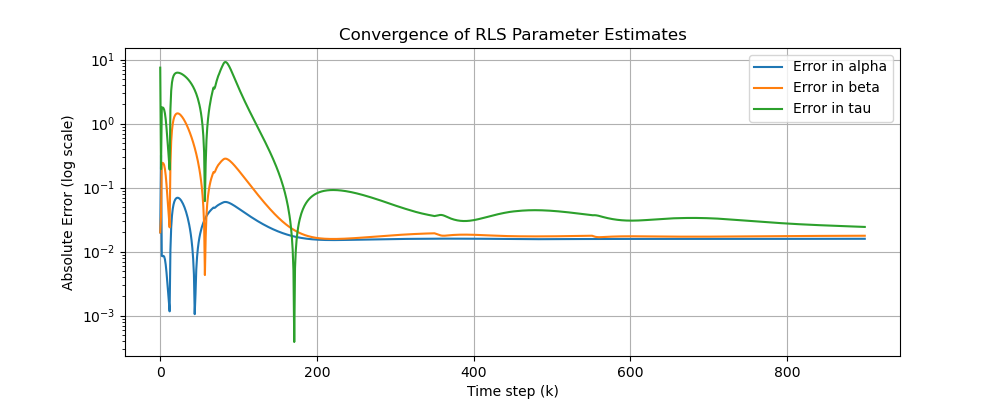 Convergence of RLS Parameter Estimates
Absolute Error (log scale)
10¹
10⁰
10⁻¹
10⁻²
10⁻³
Error in alpha
Error in beta
Error in tau
0 200 400 600 800
Time step (k)